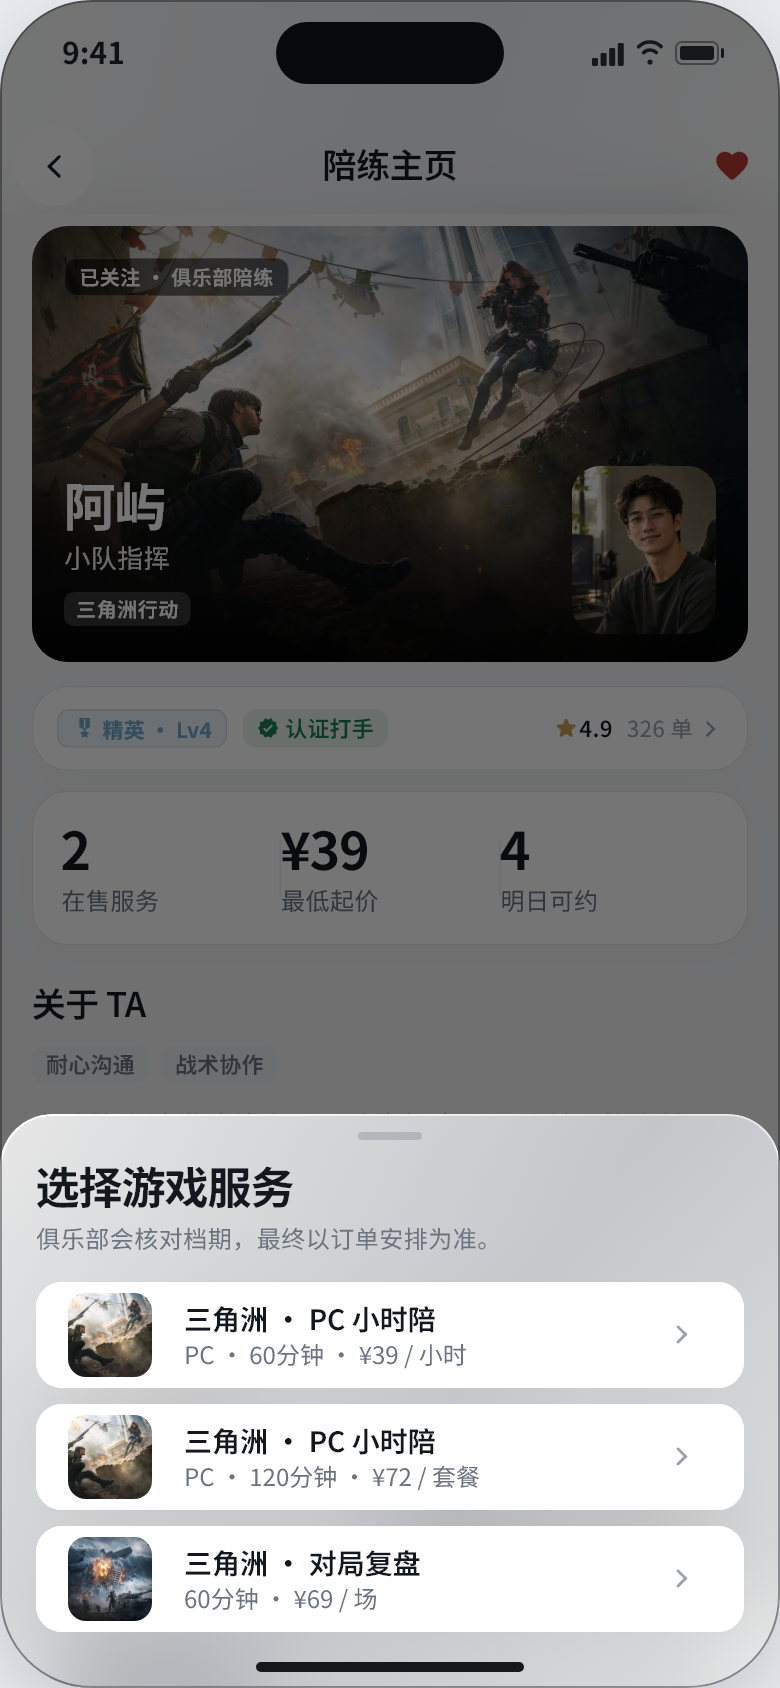 9:41
陪练主页
已关注 · 俱乐部陪练
阿屿
小队指挥
三角洲行动
精英 · Lv4
认证打手
4.9
326 单
2
¥39
4
在售服务
最低起价
明日可约
关于 TA
耐心沟通
战术协作
选择游戏服务
俱乐部会核对档期，最终以订单安排为准。
三角洲 · PC 小时陪
PC · 60分钟 · ¥39 / 小时
三角洲 · PC 小时陪
PC · 120分钟 · ¥72 / 套餐
三角洲 · 对局复盘
60分钟 · ¥69 / 场